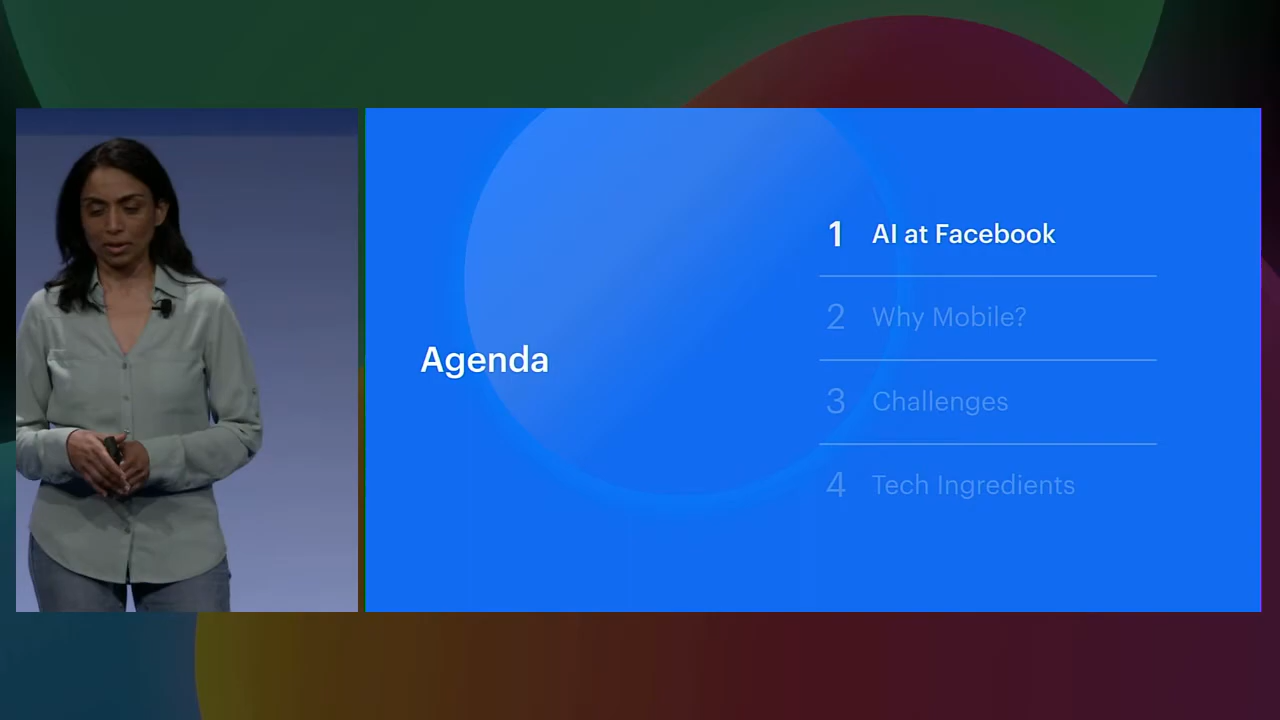 Agenda
1 AI at Facebook
2 Why Mobile?
3 Challenges
4 Tech Ingredients